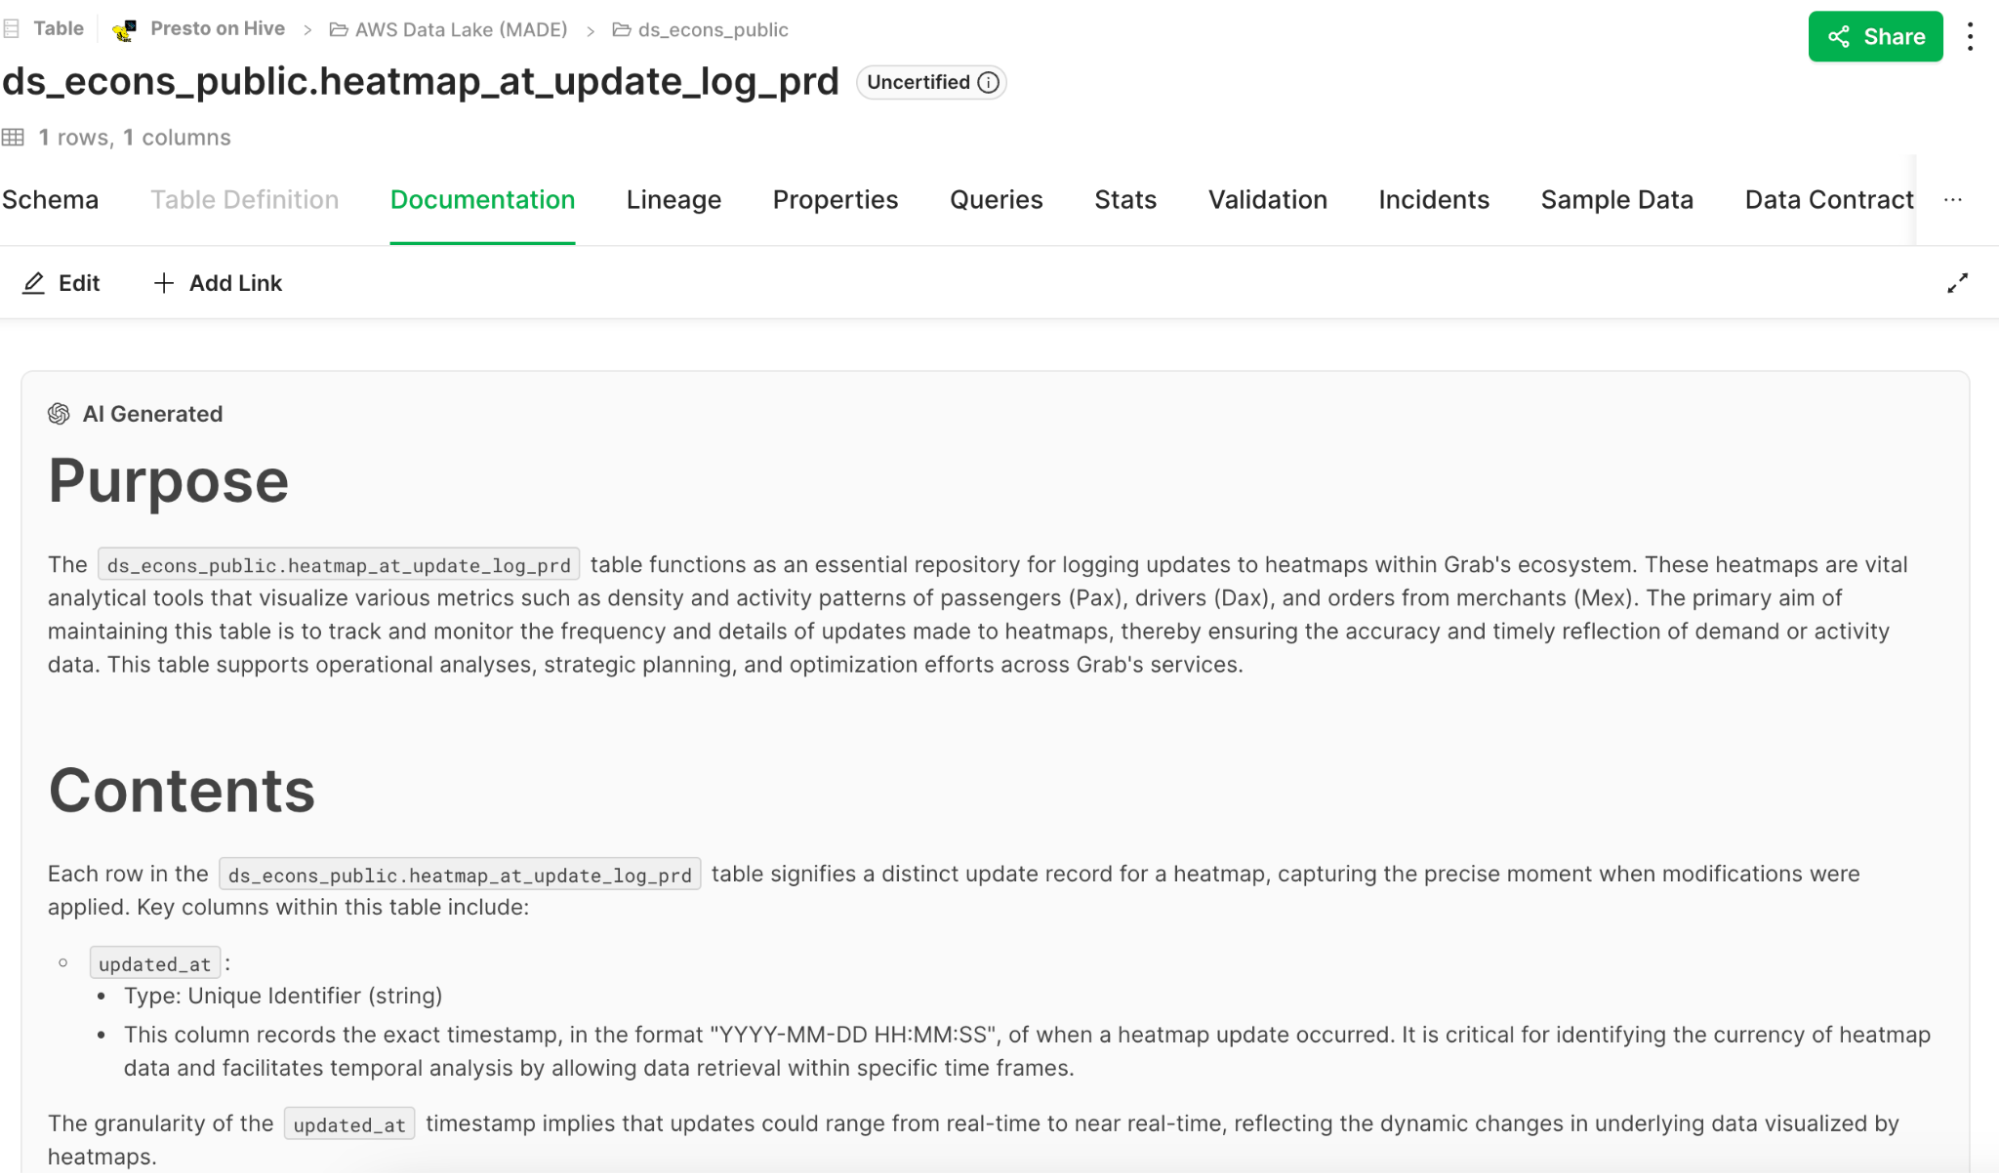 Table Presto on Hive > AWS Data Lake (MADE) > ds_econs_public
Share
ds_econs_public.heatmap_at_update_log_prd Uncertified
1 rows, 1 columns
Schema Table Definition Documentation Lineage Properties Queries Stats Validation Incidents Sample Data Data Contract ...
Edit + Add Link
AI Generated
Purpose
The ds_econs_public.heatmap_at_update_log_prd table functions as an essential repository for logging updates to heatmaps within Grab's ecosystem. These heatmaps are vital
analytical tools that visualize various metrics such as density and activity patterns of passengers (Pax), drivers (Dax), and orders from merchants (Mex). The primary aim of
maintaining this table is to track and monitor the frequency and details of updates made to heatmaps, thereby ensuring the accuracy and timely reflection of demand or activity
data. This table supports operational analyses, strategic planning, and optimization efforts across Grab's services.
Contents
Each row in the ds_econs_public.heatmap_at_update_log_prd table signifies a distinct update record for a heatmap, capturing the precise moment when modifications were
applied. Key columns within this table include:
updated_at :
• Type: Unique Identifier (string)
• This column records the exact timestamp, in the format "YYYY-MM-DD HH:MM:SS", of when a heatmap update occurred. It is critical for identifying the currency of heatmap
data and facilitates temporal analysis by allowing data retrieval within specific time frames.
The granularity of the updated_at timestamp implies that updates could range from real-time to near real-time, reflecting the dynamic changes in underlying data visualized by
heatmaps.